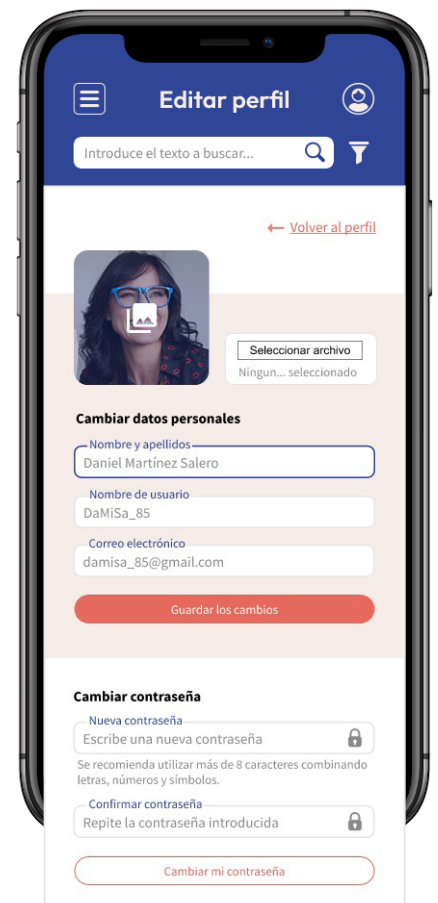 Editar perfil
Introduce el texto a buscar...
Volver al perfil
Seleccionar archivo
Ningun... seleccionado
Cambiar datos personales
Nombre y apellidos
Daniel Martínez Salero
Nombre de usuario
DaMiSa_85
Correo electrónico
damisa_85@gmail.com
Guardar los cambios
Cambiar contraseña
Nueva contraseña
Escribe una nueva contraseña
Se recomienda utilizar más de 8 caracteres combinando
letras, números y símbolos.
Confirmar contraseña
Repite la contraseña introducida
Cambiar mi contraseña